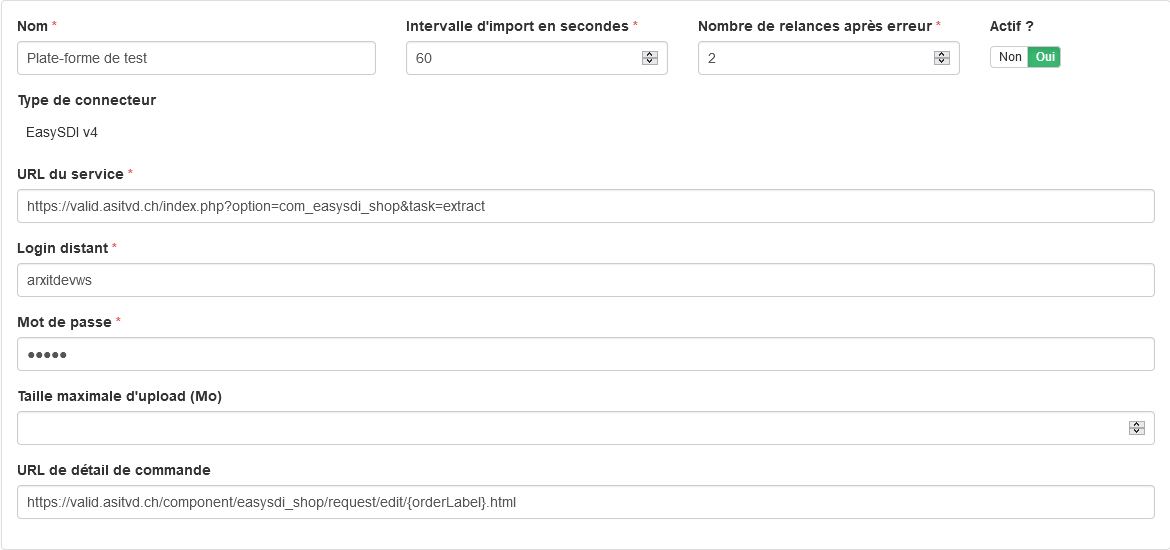 Nom *
Intervalle d'import en secondes *
Nombre de relances après erreur *
Actif ?
Plate-forme de test
60
2
Non Oui
Type de connecteur
EasySDI v4
URL du service *
https://valid.asitvd.ch/index.php?option=com_easysdi_shop&task=extract
Login distant *
arxitdevws
Mot de passe *
●●●●●
Taille maximale d'upload (Mo)
URL de détail de commande
https://valid.asitvd.ch/component/easysdi_shop/request/edit/{orderLabel}.html